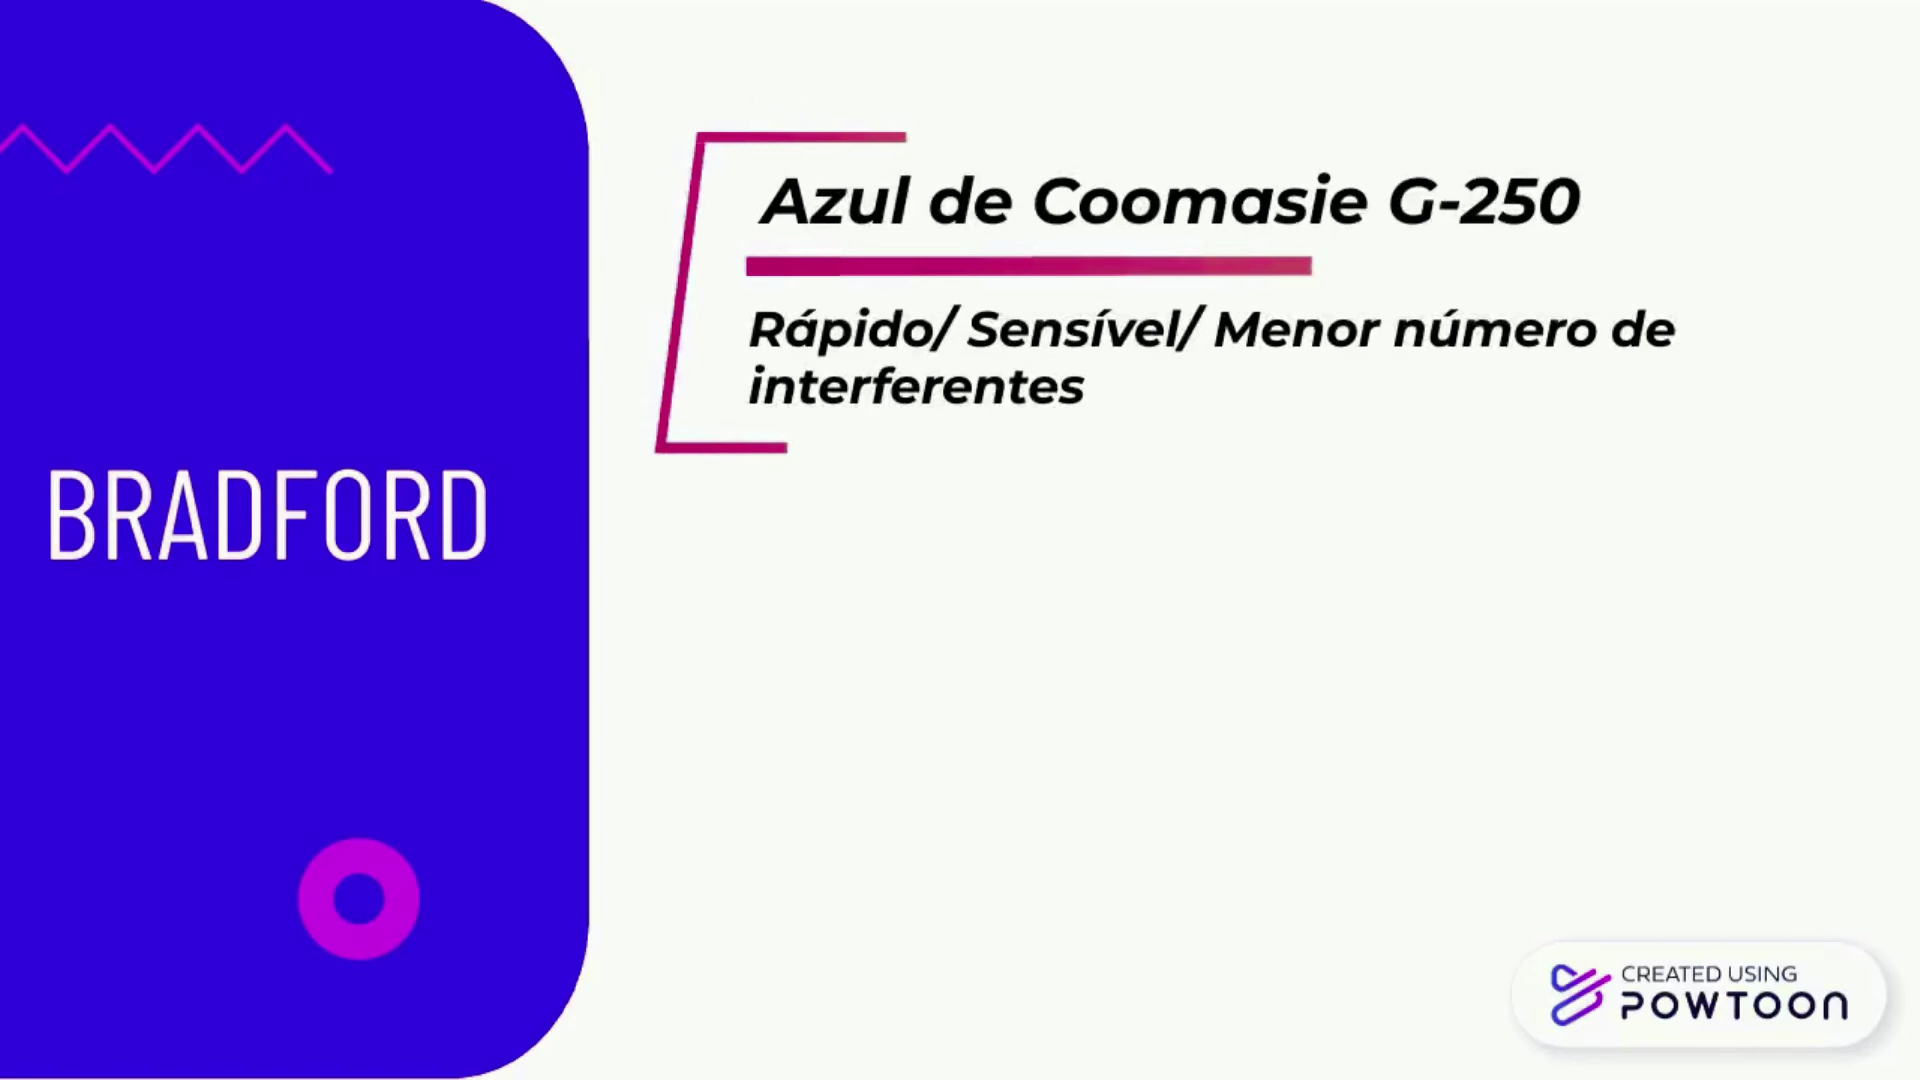 BRADFORD
Azul de Coomasie G-250
Rápido/ Sensível/ Menor número de
interferentes
CREATED USING
POWTOON